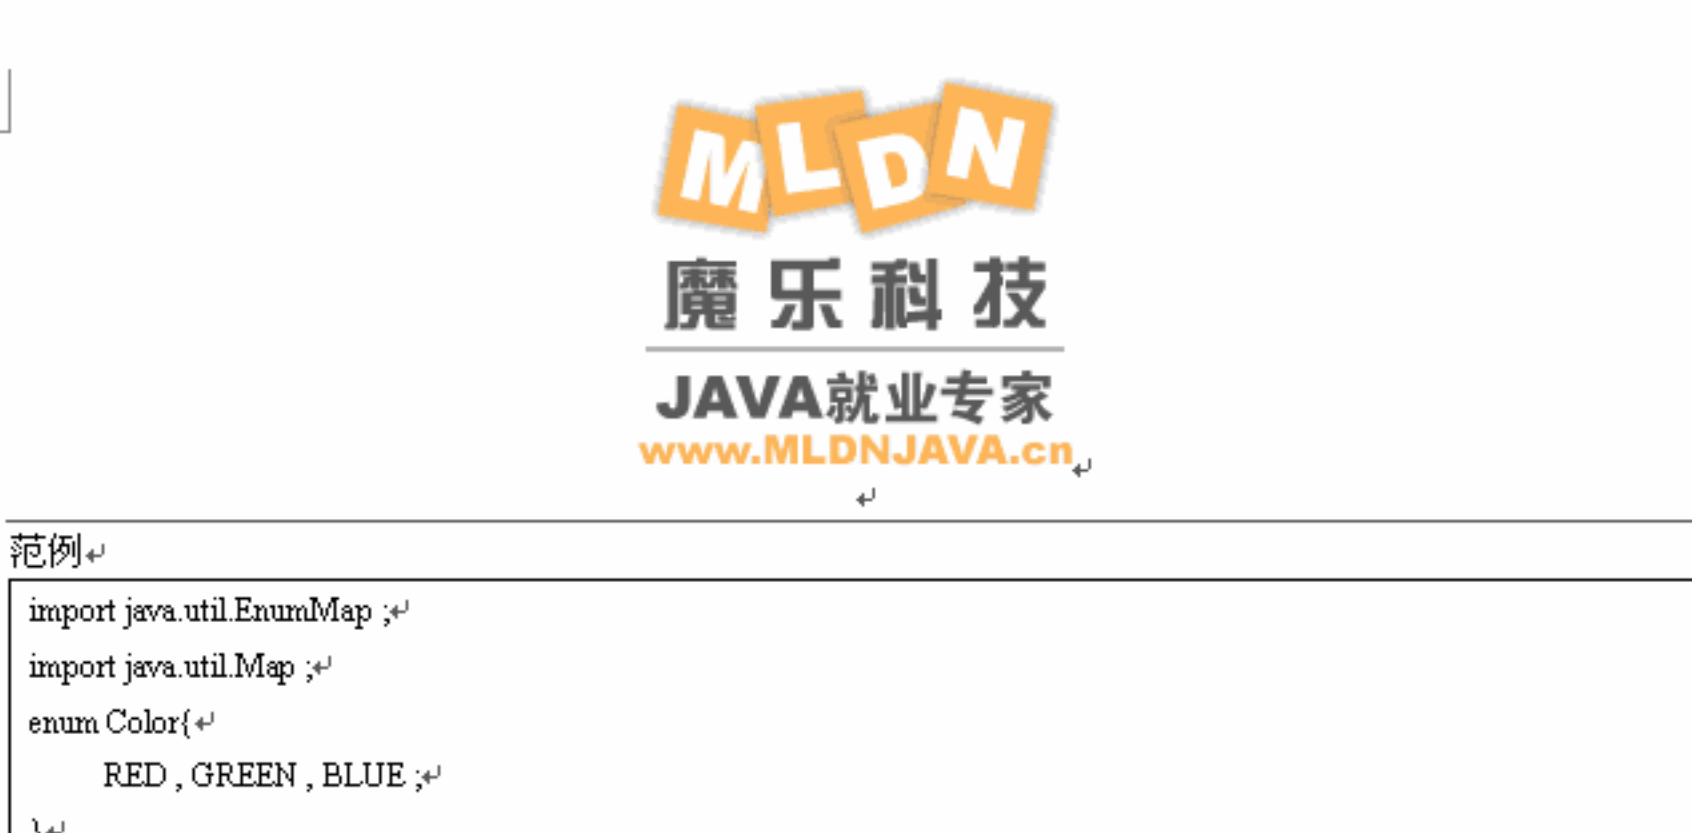 MLDN
魔乐科技
JAVA就业专家
www.MLDNJAVA.cn
范例
import java.util.EnumMap ;
import java.util.Map ;
enum Color{
RED , GREEN , BLUE ;
}